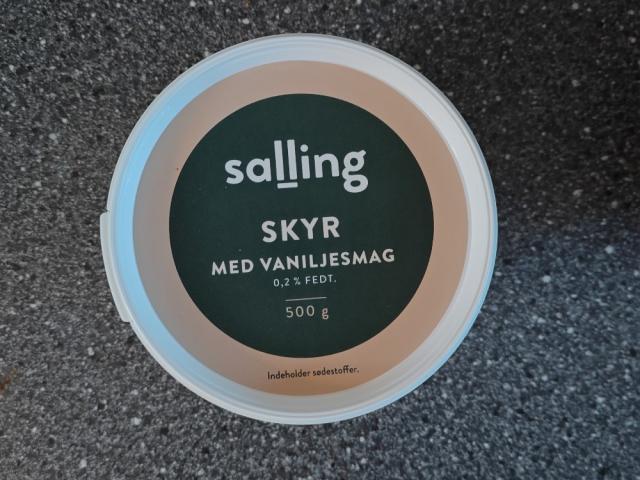 salling
SKYR
MED VANILJESMAG
0,2 % FEDT.
500 g
Indeholder sødestoffer.